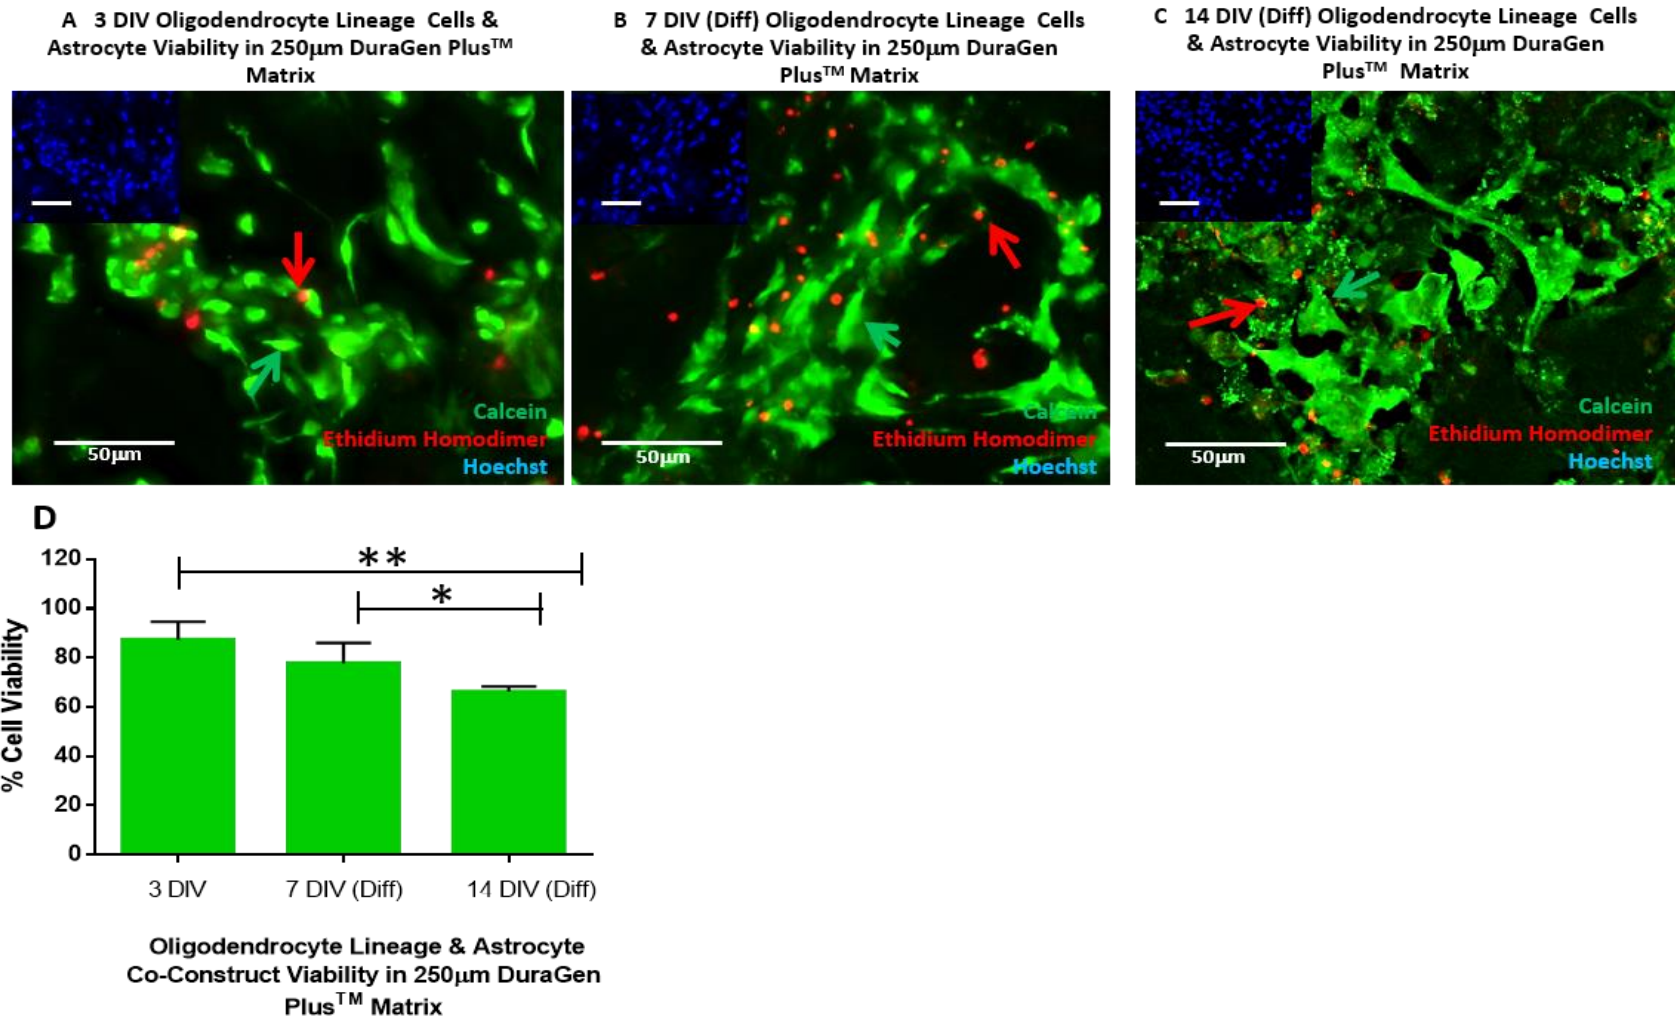 A 3 DIV Oligodendrocyte Lineage Cells &
Astrocyte Viability in 250μm DuraGen Plus™
Matrix
B 7 DIV (Diff) Oligodendrocyte Lineage Cells
& Astrocyte Viability in 250μm DuraGen
Plus™ Matrix
C 14 DIV (Diff) Oligodendrocyte Lineage Cells
& Astrocyte Viability in 250μm DuraGen
Plus™ Matrix
Calcein
Ethidium Homodimer
Hoechst
50μm
Calcein
Ethidium Homodimer
Hoechst
50μm
Calcein
Ethidium Homodimer
Hoechst
50μm
D
% Cell Viability
120
100
80
60
40
20
0
**
*
3 DIV
7 DIV (Diff)
14 DIV (Diff)
Oligodendrocyte Lineage & Astrocyte
Co-Construct Viability in 250μm DuraGen
Plus™ Matrix